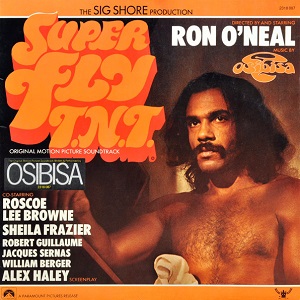 THE SIG SHORE PRODUCTION
2310 087
DIRECTED BY AND STARRING
RON O'NEAL
MUSIC BY
OSIBISA
SUPER
FLY
T.N.T.
ORIGINAL MOTION PICTURE SOUNDTRACK
OSIBISA
CO-STARRING
ROSCOE
LEE BROWNE
SHEILA FRAZIER
ROBERT GUILLAUME
JACQUES SERNAS
WILLIAM BERGER
ALEX HALEY SCREENPLAY
A PARAMOUNT PICTURES RELEASE